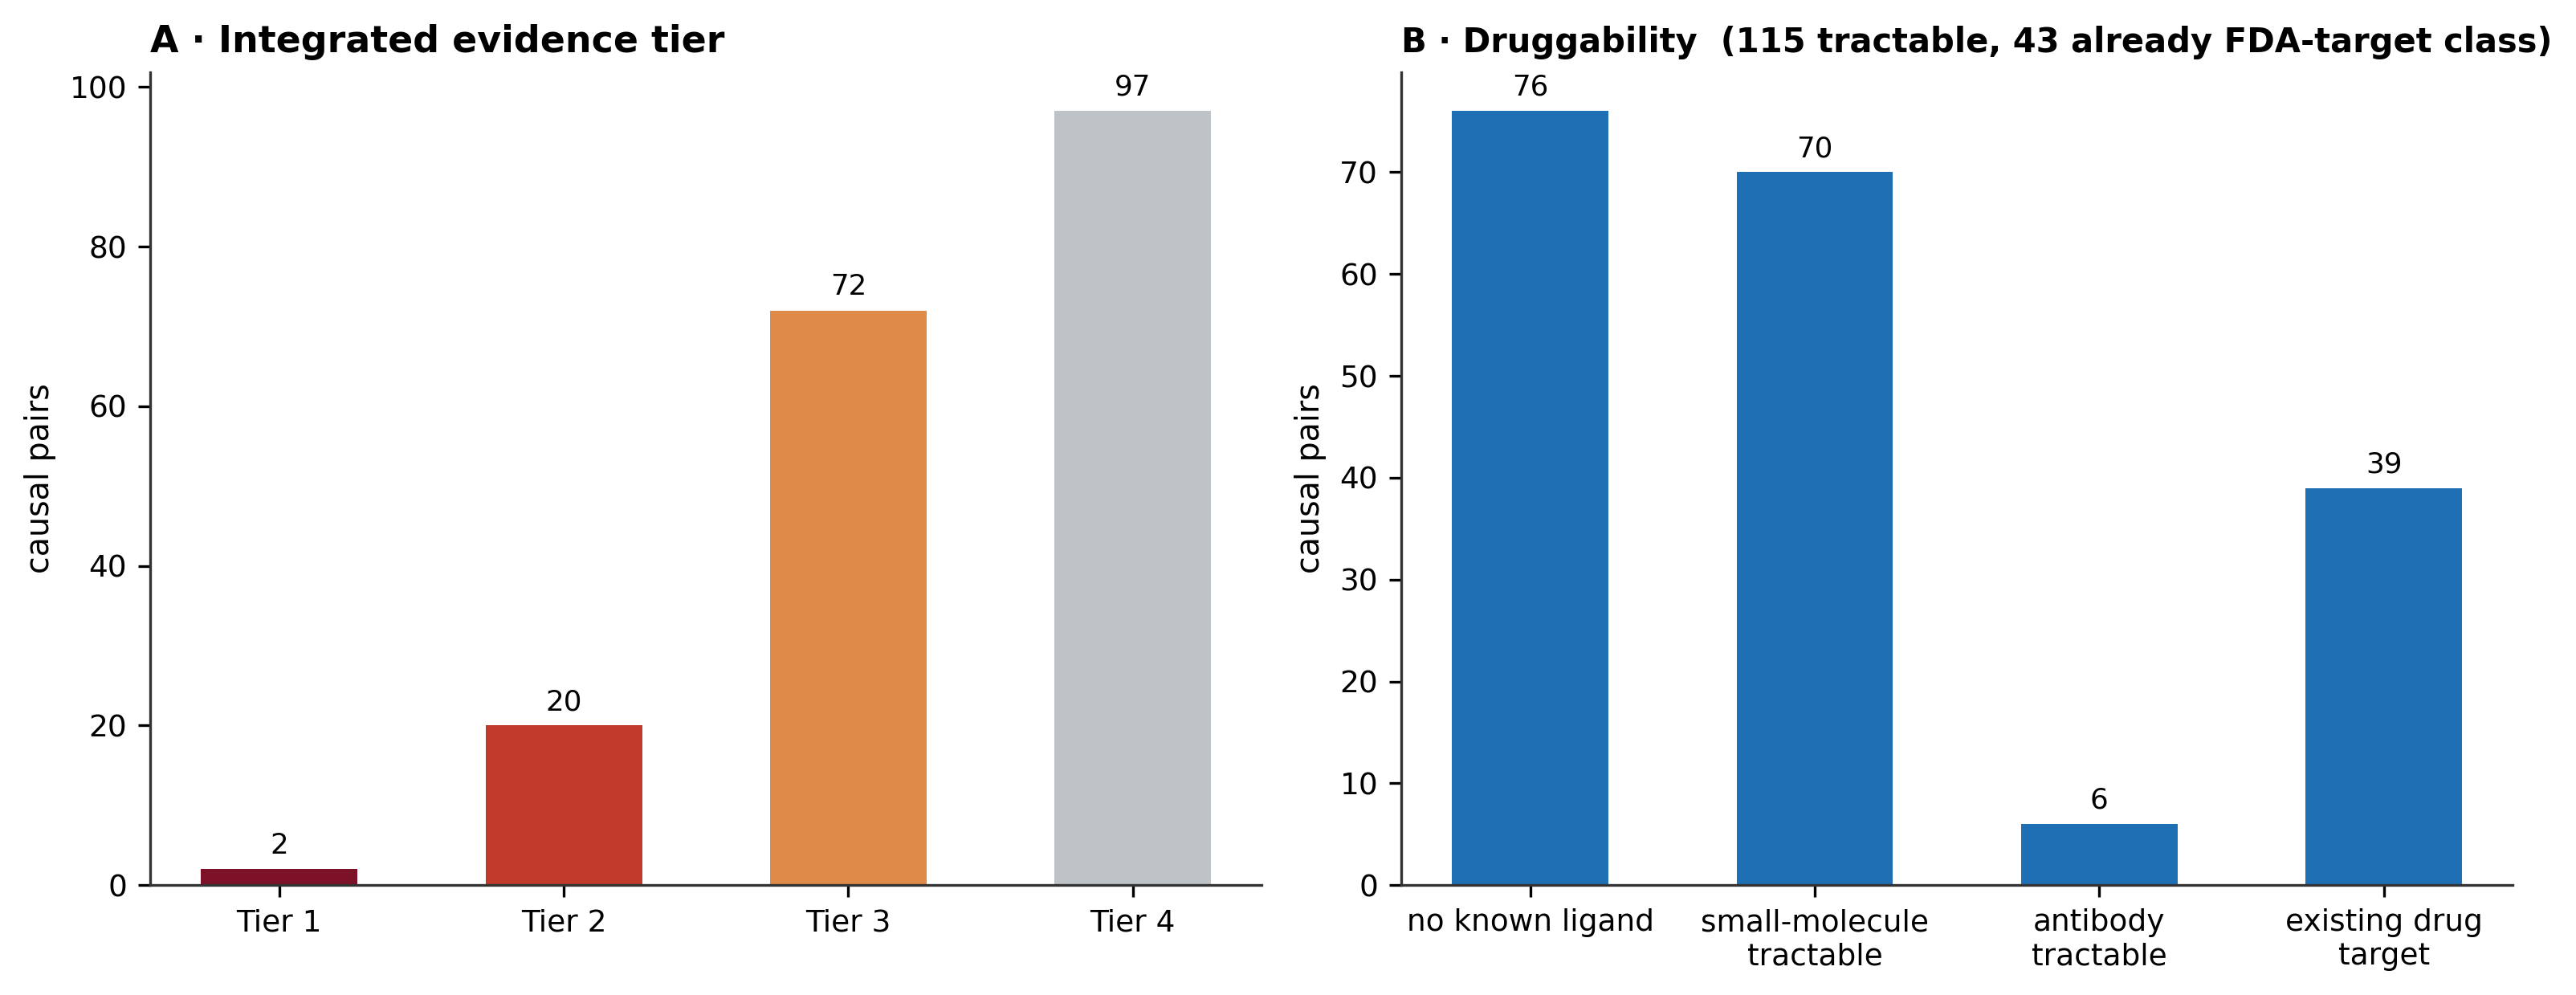 A · Integrated evidence tier
causal pairs
100
80
60
40
20
0
2
20
72
97
Tier 1
Tier 2
Tier 3
Tier 4
B · Druggability (115 tractable, 43 already FDA-target class)
causal pairs
70
60
50
40
30
20
10
0
76
70
6
39
no known ligand
small-molecule
tractable
antibody
tractable
existing drug
target